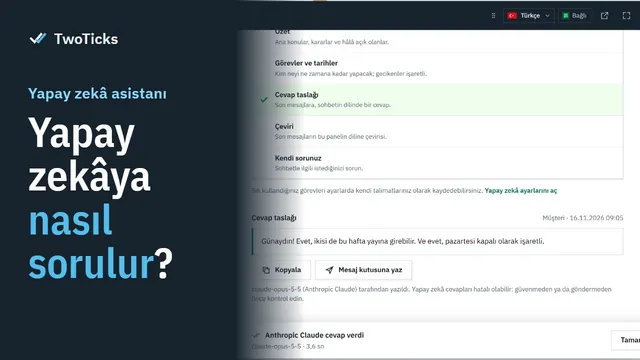 TwoTicks
Yapay zekâ asistanı
Yapay
zekâya
nasıl
sorulur?
Türkçe
Bağlı
Özet
Ana konular, kararlar ve hâlâ açık olanlar.
Görevler ve tarihler
Kim neyi ne zamana kadar yapacak; gecikenler işaretli.
Cevap taslağı
Son mesajlara, sohbetin dilinde bir cevap.
Çeviri
Son mesajların bu panelin diline çevirisi.
Kendi sorunuz
Sohbetle ilgili istediğinizi sorun.
Sık kullandığınız görevleri ayarlarda kendi talimatlarınız olarak kaydedebilirsiniz. Yapay zekâ ayarlarını aç
Cevap taslağı
Müşteri - 16.11.2026 09:05
Günaydın! Evet, ikisi de bu hafta yayına girebilir. Ve evet, pazartesi kapalı olarak işaretli.
Kopyala
Mesaj kutusuna yaz
claude-opus-5-5 (Anthropic Claude) tarafından yazıldı. Yapay zekâ cevapları hatalı olabilir: güvenmeden ya da göndermeden
önce kontrol edin.
Anthropic Claude cevap verdi
claude-opus-5-5 · 3,6 sn